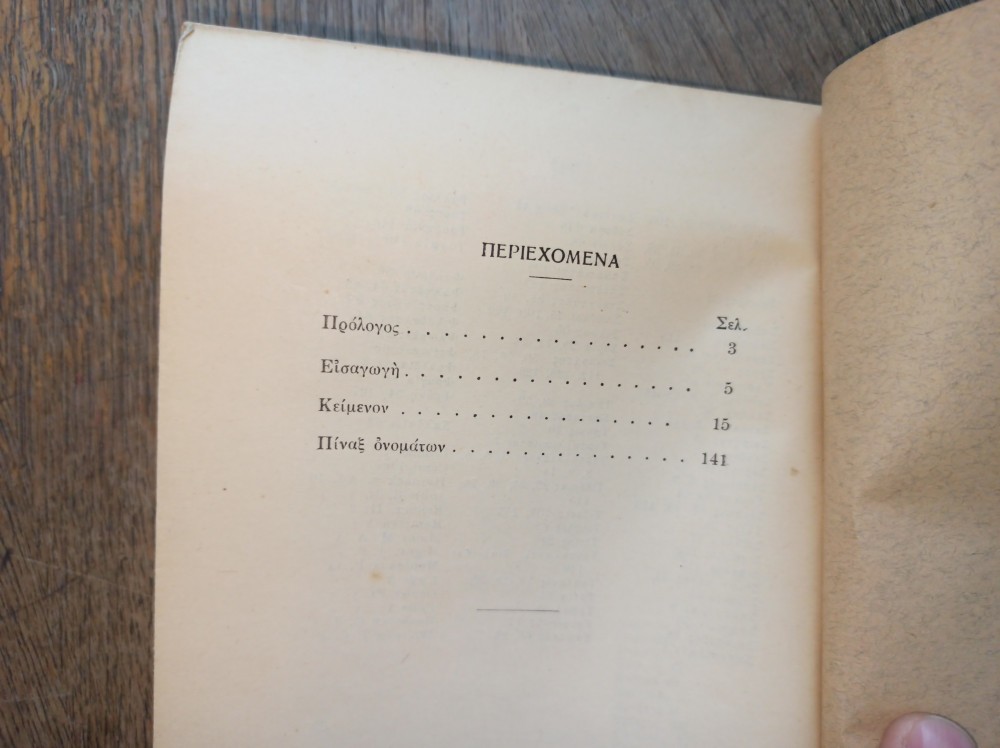 ΠΕΡΙΕΧΟΜΕΝΑ
Σελ.
Πρόλογος . . . . . . . . . . . . . . . . . 3
Εἰσαγωγὴ . . . . . . . . . . . . . . . . . 5
Κείμενον . . . . . . . . . . . . . . . . 15
Πίναξ ὀνομάτων . . . . . . . . . . . . . . 141